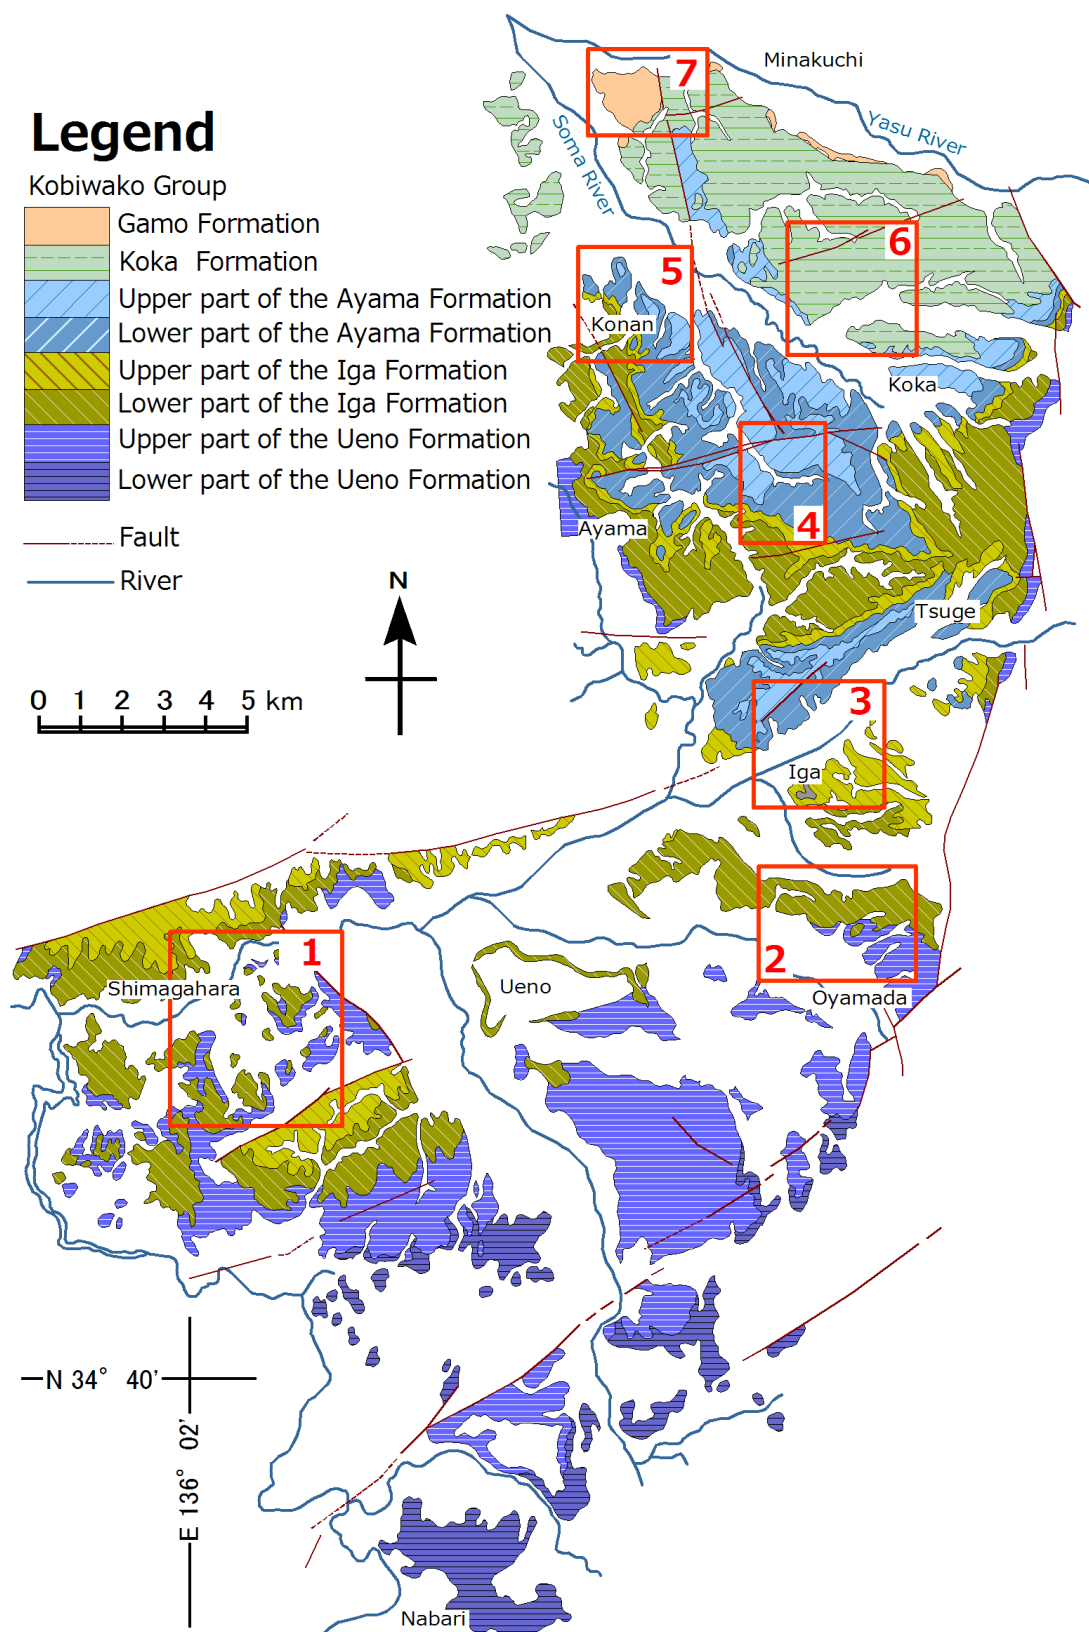 Legend
Kobiwako Group
Gamo Formation
Koka Formation
Upper part of the Ayama Formation
Lower part of the Ayama Formation
Upper part of the Iga Formation
Lower part of the Iga Formation
Upper part of the Ueno Formation
Lower part of the Ueno Formation
Fault
River
N
0 1 2 3 4 5 km
Minakuchi
7
Yasu River
Soma River
6
5
Konan
Koka
4
Ayama
Tsuge
3
Iga
2
Oyamada
1
Shimagahara
Ueno
N 34° 40'
E 136° 02'
Nabari